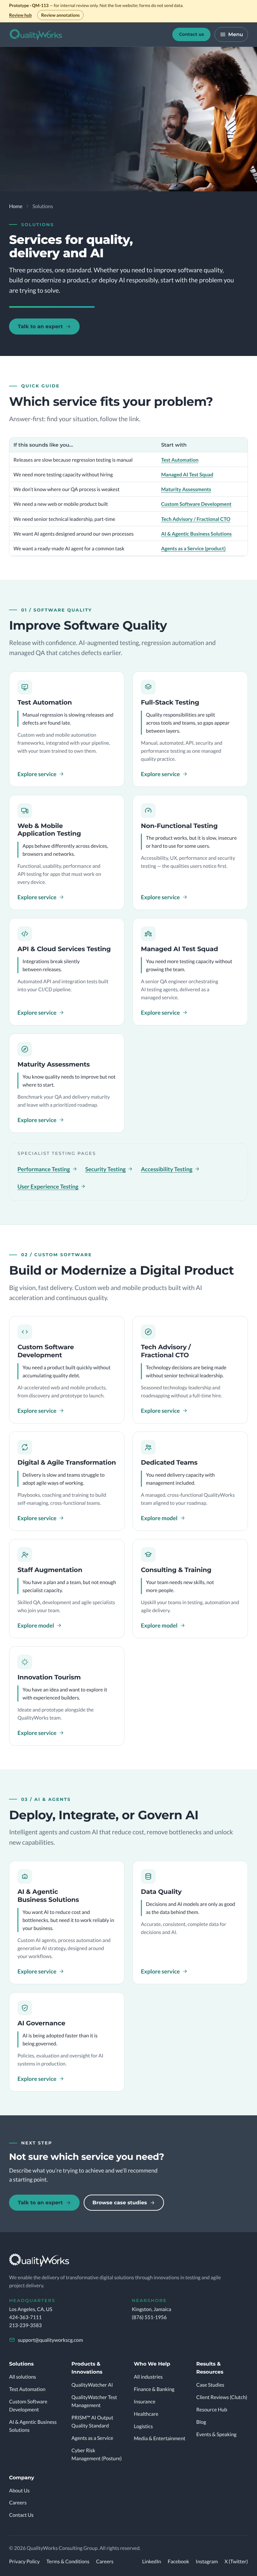 Prototype · QM-113 — for internal review only. Not the live website; forms do not send data.
Review hub
Review annotations
QualityWorks
Contact us
Menu
Home
Solutions
SOLUTIONS
Services for quality,
delivery and AI
Three practices, one standard. Whether you need to improve software quality,
build or modernize a product, or deploy AI responsibly, start with the problem you
are trying to solve.
Talk to an expert →
QUICK GUIDE
Which service fits your problem?
Answer-first: find your situation, follow the link.
If this sounds like you…
Start with
Releases are slow because regression testing is manual
Test Automation
We need more testing capacity without hiring
Managed AI Test Squad
We don't know where our QA process is weakest
Maturity Assessments
We need a new web or mobile product built
Custom Software Development
We need senior technical leadership, part-time
Tech Advisory / Fractional CTO
We want AI agents designed around our own processes
AI & Agentic Business Solutions
We want a ready-made AI agent for a common task
Agents as a Service (product)
01 / SOFTWARE QUALITY
Improve Software Quality
Release with confidence. AI-augmented testing, regression automation and
managed QA that catches defects earlier.
Test Automation
Manual regression is slowing releases and
defects are found late.
Custom web and mobile automation
frameworks, integrated with your pipeline,
with your team trained to own them.
Explore service →
Full-Stack Testing
Quality responsibilities are split
across tools and teams, so gaps appear
between layers.
Manual, automated, API, security and
performance testing as one managed
quality practice.
Explore service →
Web & Mobile
Application Testing
Apps behave differently across devices,
browsers and networks.
Functional, usability, performance and
API testing for apps that must work on
every device.
Explore service →
Non-Functional Testing
The product works, but it is slow, insecure
or hard to use for some users.
Accessibility, UX, performance and security
testing — the qualities users notice first.
Explore service →
API & Cloud Services Testing
Integrations break silently
between releases.
Automated API and integration tests built
into your CI/CD pipeline.
Explore service →
Managed AI Test Squad
You need more testing capacity without
growing the team.
A senior QA engineer orchestrating
AI testing agents, delivered as a
managed service.
Explore service →
Maturity Assessments
You know quality needs to improve but not
where to start.
Benchmark your QA and delivery maturity
and leave with a prioritized roadmap.
Explore service →
SPECIALIST TESTING PAGES
Performance Testing →
Security Testing →
Accessibility Testing →
User Experience Testing →
02 / CUSTOM SOFTWARE
Build or Modernize a Digital Product
Big vision, fast delivery. Custom web and mobile products built with AI
acceleration and continuous quality.
Custom Software
Development
You need a product built quickly without
accumulating quality debt.
AI-accelerated web and mobile products,
from discovery and prototype to launch.
Explore service →
Tech Advisory /
Fractional CTO
Technology decisions are being made
without senior technical leadership.
Seasoned technology leadership and
roadmapping without a full-time hire.
Explore service →
Digital & Agile Transformation
Delivery is slow and teams struggle to
adopt agile ways of working.
Playbooks, coaching and training to build
self-managing, cross-functional teams.
Explore service →
Dedicated Teams
You need delivery capacity with
management included.
A managed, cross-functional QualityWorks
team aligned to your roadmap.
Explore model →
Staff Augmentation
You have a plan and a team, but not enough
specialist capacity.
Skilled QA, development and agile specialists
who join your team.
Explore model →
Consulting & Training
Your team needs new skills, not
more people.
Upskill your teams in testing, automation and
agile delivery.
Explore model →
Innovation Tourism
You have an idea and want to explore it
with experienced builders.
Ideate and prototype alongside the
QualityWorks team.
Explore service →
03 / AI & AGENTS
Deploy, Integrate, or Govern AI
Intelligent agents and custom AI that reduce cost, remove bottlenecks and unlock
new capabilities.
AI & Agentic
Business Solutions
You want AI to reduce cost and
bottlenecks, but need it to work reliably in
your business.
Custom AI agents, process automation and
generative AI strategy, designed around
your workflows.
Explore service →
Data Quality
Decisions and AI models are only as good
as the data behind them.
Accurate, consistent, complete data for
decisions and AI.
Explore service →
AI Governance
AI is being adopted faster than it is
being governed.
Policies, evaluation and oversight for AI
systems in production.
Explore service →
NEXT STEP
Not sure which service you need?
Describe what you're trying to achieve and we'll recommend
a starting point.
Talk to an expert →
Browse case studies →
QualityWorks
We enable the delivery of transformative digital solutions through innovations in testing and agile
project delivery.
HEADQUARTERS
Los Angeles, CA, US
424-363-7111
213-239-3583
NEARSHORE
Kingston, Jamaica
(876) 551-1956
support@qualityworkscg.com
Solutions
All solutions
Test Automation
Custom Software
Development
AI & Agentic Business
Solutions
Products &
Innovations
QualityWatcher AI
QualityWatcher Test
Management
PRISM™ AI Output
Quality Standard
Agents as a Service
Cyber Risk
Management (Posture)
Who We Help
All industries
Finance & Banking
Insurance
Healthcare
Logistics
Media & Entertainment
Results &
Resources
Case Studies
Client Reviews (Clutch)
Resource Hub
Blog
Events & Speaking
Company
About Us
Careers
Contact Us
© 2026 QualityWorks Consulting Group. All rights reserved.
Privacy Policy
Terms & Conditions
Careers
LinkedIn
Facebook
Instagram
X (Twitter)